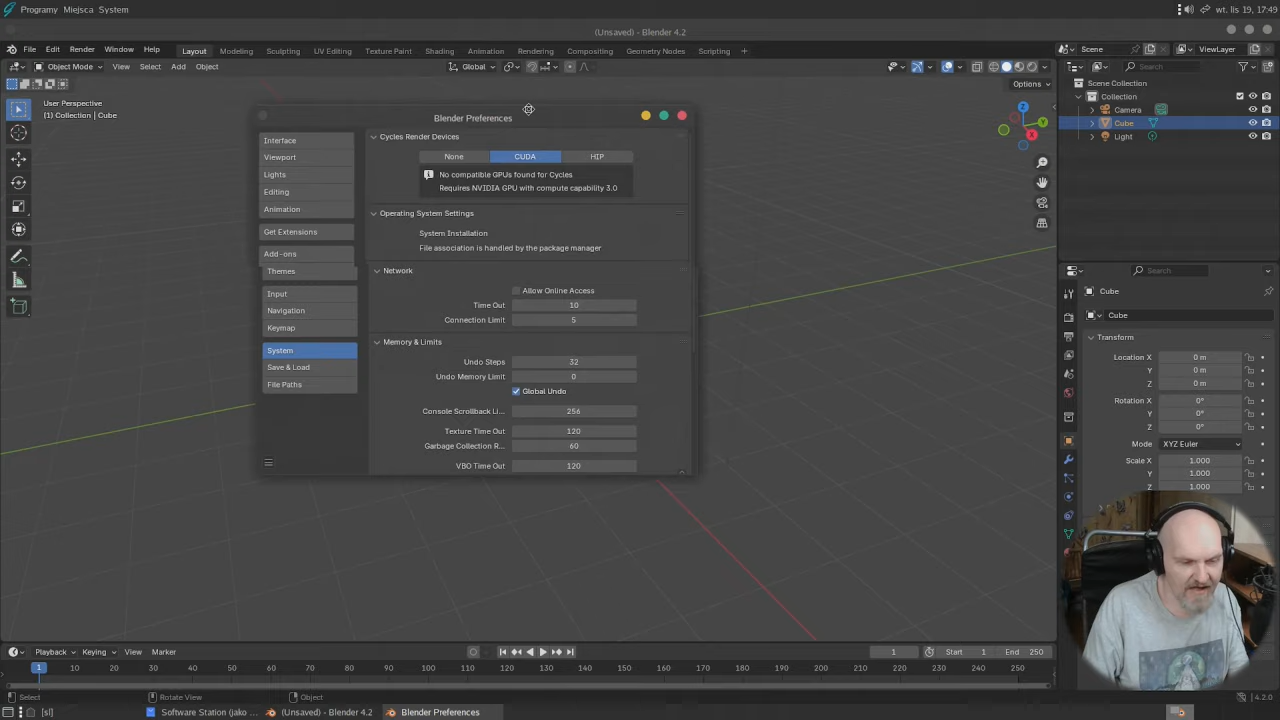 Programy Miejsca System
wt. lis 19, 17:49
(Unsaved) - Blender 4.2
File Edit Render Window Help
Layout Modeling Sculpting UV Editing Texture Paint Shading Animation Rendering Compositing Geometry Nodes Scripting +
Scene
ViewLayer
Object Mode View Select Add Object
Global
Search
Options
User Perspective
(1) Collection | Cube
Scene Collection
Collection
Camera
Cube
Light
X
Y
Z
Blender Preferences
Interface
Viewport
Lights
Editing
Animation
Get Extensions
Add-ons
Themes
Input
Navigation
Keymap
System
Save & Load
File Paths
Cycles Render Devices
None CUDA HIP
No compatible GPUs found for Cycles
Requires NVIDIA GPU with compute capability 3.0
Operating System Settings
System Installation
File association is handled by the package manager
Network
Allow Online Access
Time Out 10
Connection Limit 5
Memory & Limits
Undo Steps 32
Undo Memory Limit 0
Global Undo
Console Scrollback Li... 256
Texture Time Out 120
Garbage Collection R... 60
VBO Time Out 120
Search
Cube
Cube
Transform
Location X 0 m
Y 0 m
Z 0 m
Rotation X 0°
Y 0°
Z 0°
Mode XYZ Euler
Scale X 1.000
Y 1.000
Z 1.000
Playback Keying View Marker
1
Start 1
End 250
1 10 20 30 40 50 60 70 80 90 100 110 120 130 140 150 160 170 180 190 200 210 220 230 240 250
Select
Rotate View
Object
4.2.0
[sl]
Software Station (jako ...
(Unsaved) - Blender 4.2
Blender Preferences